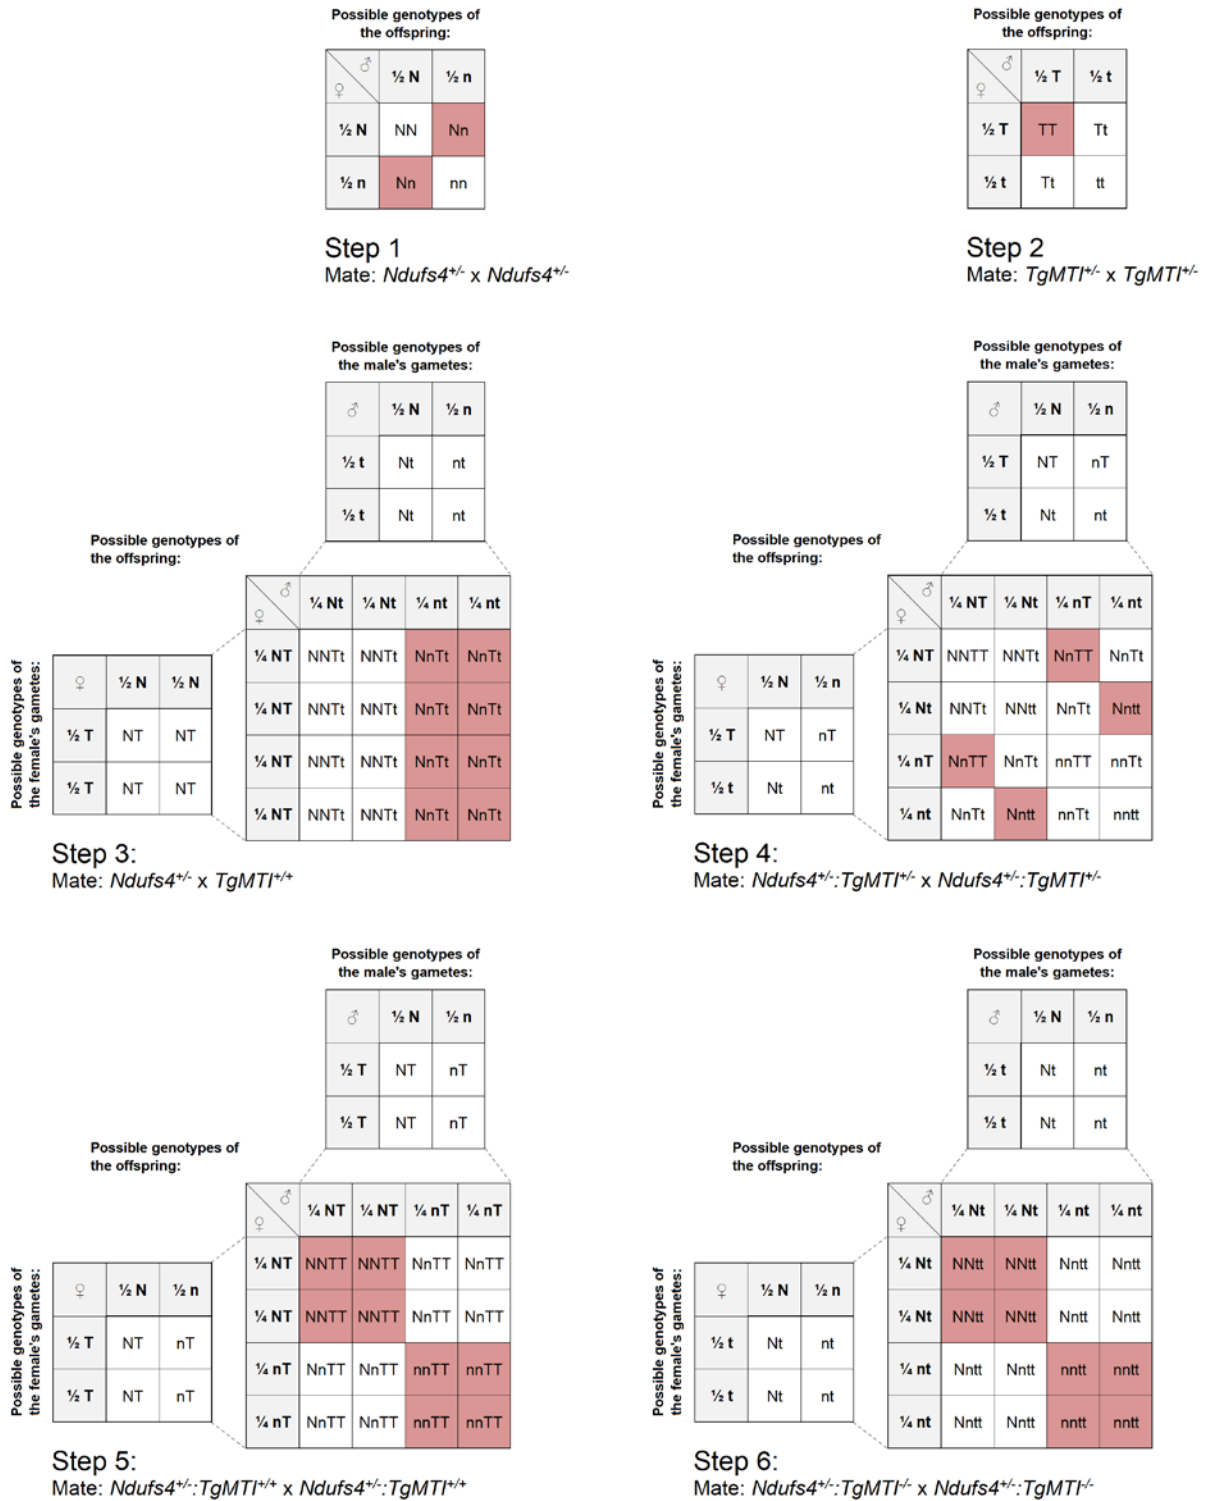 Possible genotypes of
the offspring:
♂ ½ N ½ n
♀
½ N NN Nn
½ n Nn nn
Step 1
Mate: Ndufs4+/- x Ndufs4+/-
Possible genotypes of
the offspring:
♂ ½ T ½ t
♀
½ T TT Tt
½ t Tt tt
Step 2
Mate: TgMTI+/- x TgMTI+/-
Possible genotypes of
the male's gametes:
♂ ½ N ½ n
½ t Nt nt
½ t Nt nt
Possible genotypes of
the offspring:
♂ ¼ Nt ¼ Nt ¼ nt ¼ nt
♀
¼ NT NNTt NNTt NnTt NnTt
¼ NT NNTt NNTt NnTt NnTt
¼ NT NNTt NNTt NnTt NnTt
¼ NT NNTt NNTt NnTt NnTt
Possible genotypes of
the female's gametes:
♀ ½ N ½ N
½ T NT NT
½ T NT NT
Step 3:
Mate: Ndufs4+/- x TgMTI+/+
Possible genotypes of
the male's gametes:
♂ ½ N ½ n
½ T NT nT
½ t Nt nt
Possible genotypes of
the offspring:
♂ ¼ NT ¼ Nt ¼ nT ¼ nt
♀
¼ NT NNTT NNTt NnTT NnTt
¼ Nt NNTt NNtt NnTt Nntt
¼ nT NnTT NnTt nnTT nnTt
¼ nt NnTt Nntt nnTt nntt
Possible genotypes of
the female's gametes:
♀ ½ N ½ n
½ T NT nT
½ t Nt nt
Step 4:
Mate: Ndufs4+/-:TgMTI+/- x Ndufs4+/-:TgMTI+/-
Possible genotypes of
the male's gametes:
♂ ½ N ½ n
½ T NT nT
½ T NT nT
Possible genotypes of
the offspring:
♂ ¼ NT ¼ NT ¼ nT ¼ nT
♀
¼ NT NNTT NNTT NnTT NnTT
¼ NT NNTT NNTT NnTT NnTT
¼ nT NnTT NnTT nnTT nnTT
¼ nT NnTT NnTT nnTT nnTT
Possible genotypes of
the female's gametes:
♀ ½ N ½ n
½ T NT nT
½ T NT nT
Step 5:
Mate: Ndufs4+/-:TgMTI+/+ x Ndufs4+/-:TgMTI+/+
Possible genotypes of
the male's gametes:
♂ ½ N ½ n
½ t Nt nt
½ t Nt nt
Possible genotypes of
the offspring:
♂ ¼ Nt ¼ Nt ¼ nt ¼ nt
♀
¼ Nt NNtt NNtt Nntt Nntt
¼ Nt NNtt NNtt Nntt Nntt
¼ nt Nntt Nntt nntt nntt
¼ nt Nntt Nntt nntt nntt
Possible genotypes of
the female's gametes:
♀ ½ N ½ n
½ t Nt nt
½ t Nt nt
Step 6:
Mate: Ndufs4+/-:TgMTI-/- x Ndufs4+/-:TgMTI-/-